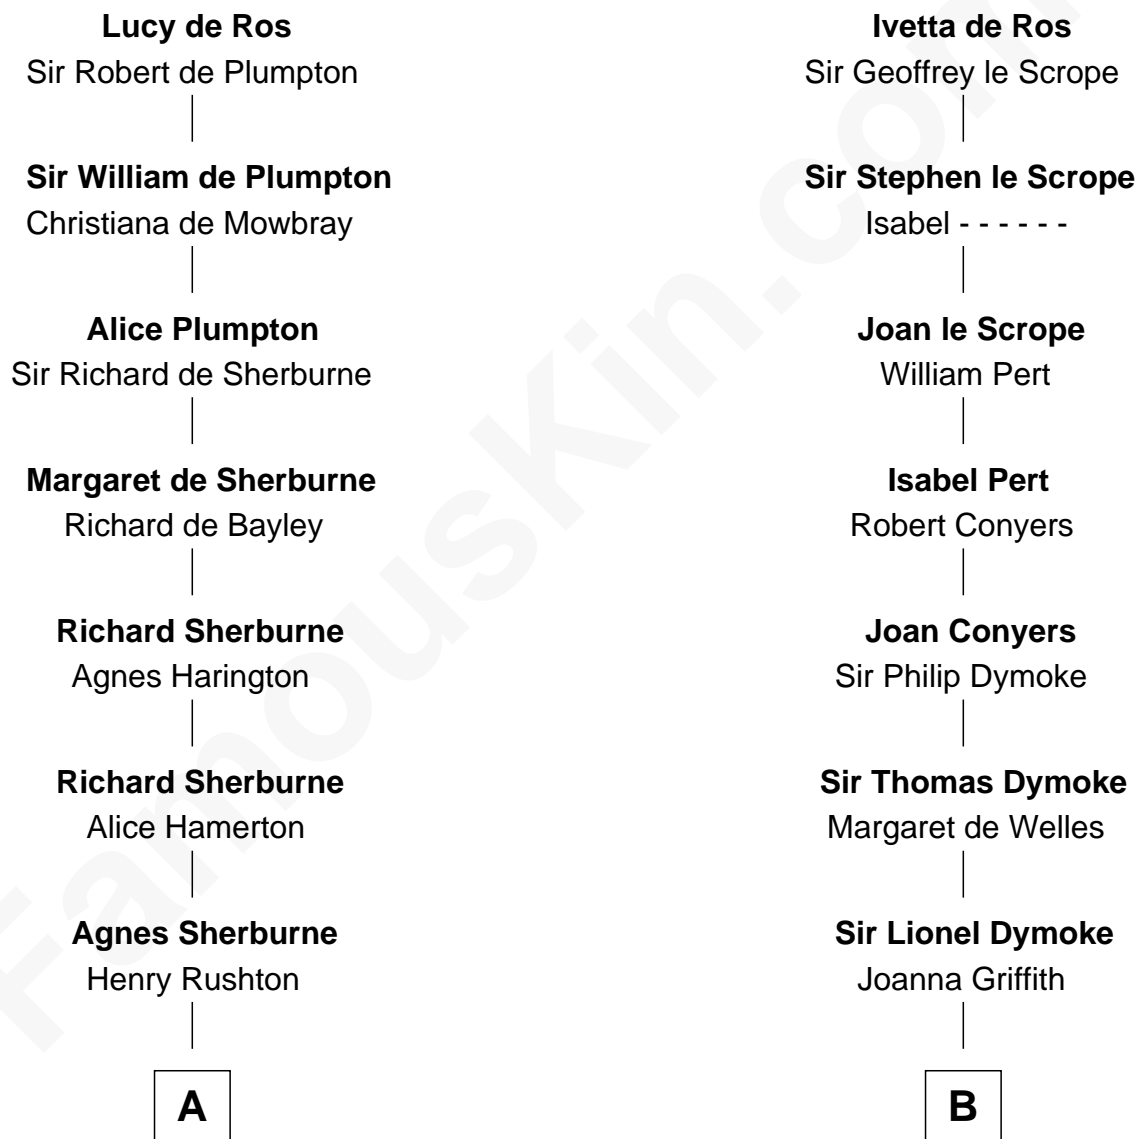 Lucy de Ros
Sir Robert de Plumpton
Sir William de Plumpton
Christiana de Mowbray
Alice Plumpton
Sir Richard de Sherburne
Margaret de Sherburne
Richard de Bayley
Richard Sherburne
Agnes Harington
Richard Sherburne
Alice Hamerton
Agnes Sherburne
Henry Rushton
A
Ivetta de Ros
Sir Geoffrey le Scrope
Sir Stephen le Scrope
Isabel - - - - - -
Joan le Scrope
William Pert
Isabel Pert
Robert Conyers
Joan Conyers
Sir Philip Dymoke
Sir Thomas Dymoke
Margaret de Welles
Sir Lionel Dymoke
Joanna Griffith
B
FamousKin.com